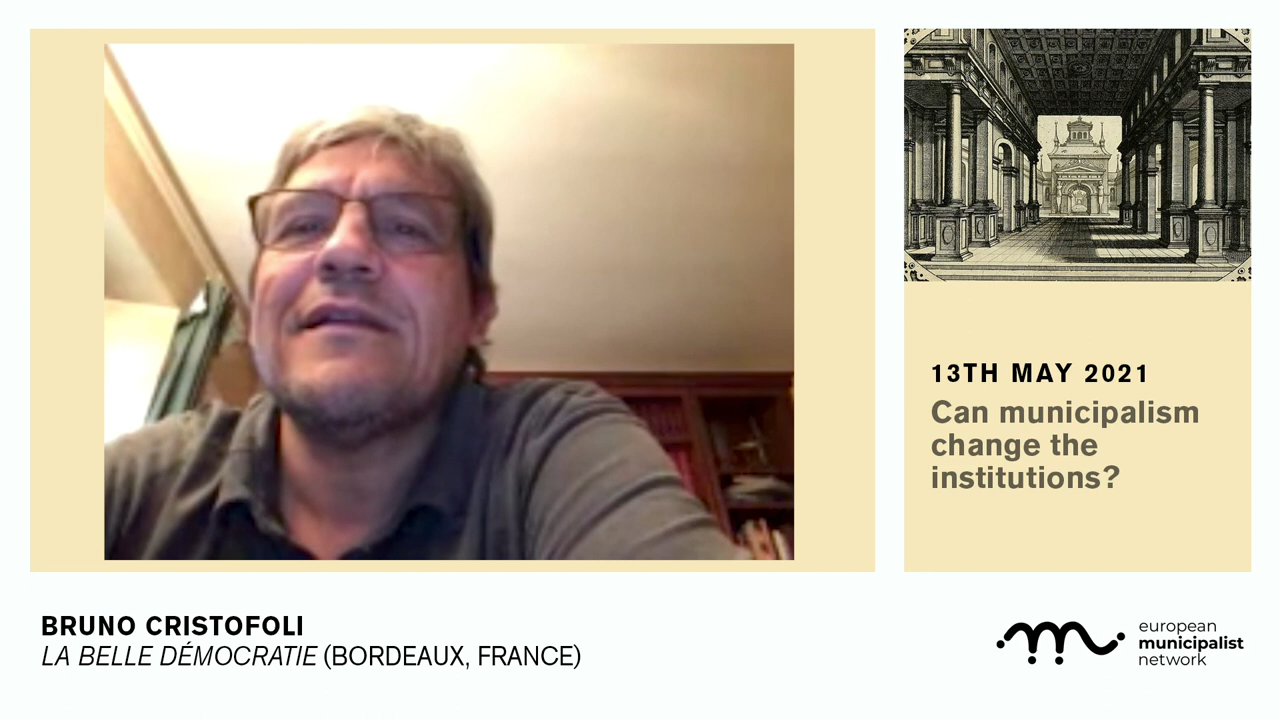 13TH MAY 2021
Can municipalism
change the
institutions?
BRUNO CRISTOFOLI
LA BELLE DÉMOCRATIE (BORDEAUX, FRANCE)
european
municipalist
network